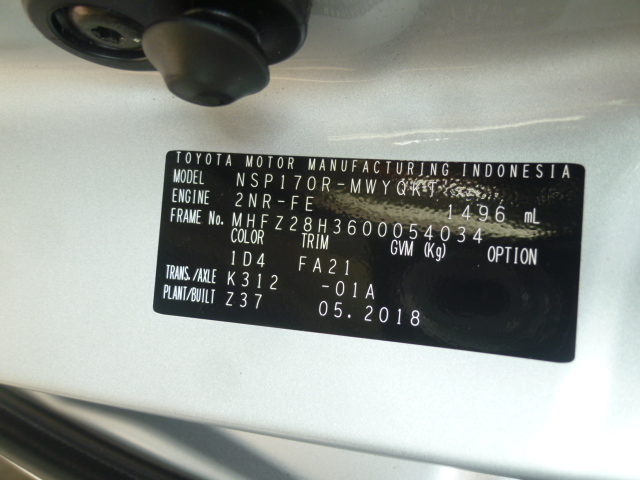 TOYOTA MOTOR MANUFACTURING INDONESIA
MODEL NSP170R-MWYQKT
ENGINE 2NR-FE 1496 mL
FRAME No. MHFZ28H3600054034
COLOR TRIM GVM (Kg) OPTION
1D4 FA21
TRANS./AXLE K312 -01A
PLANT/BUILT Z37 05.2018